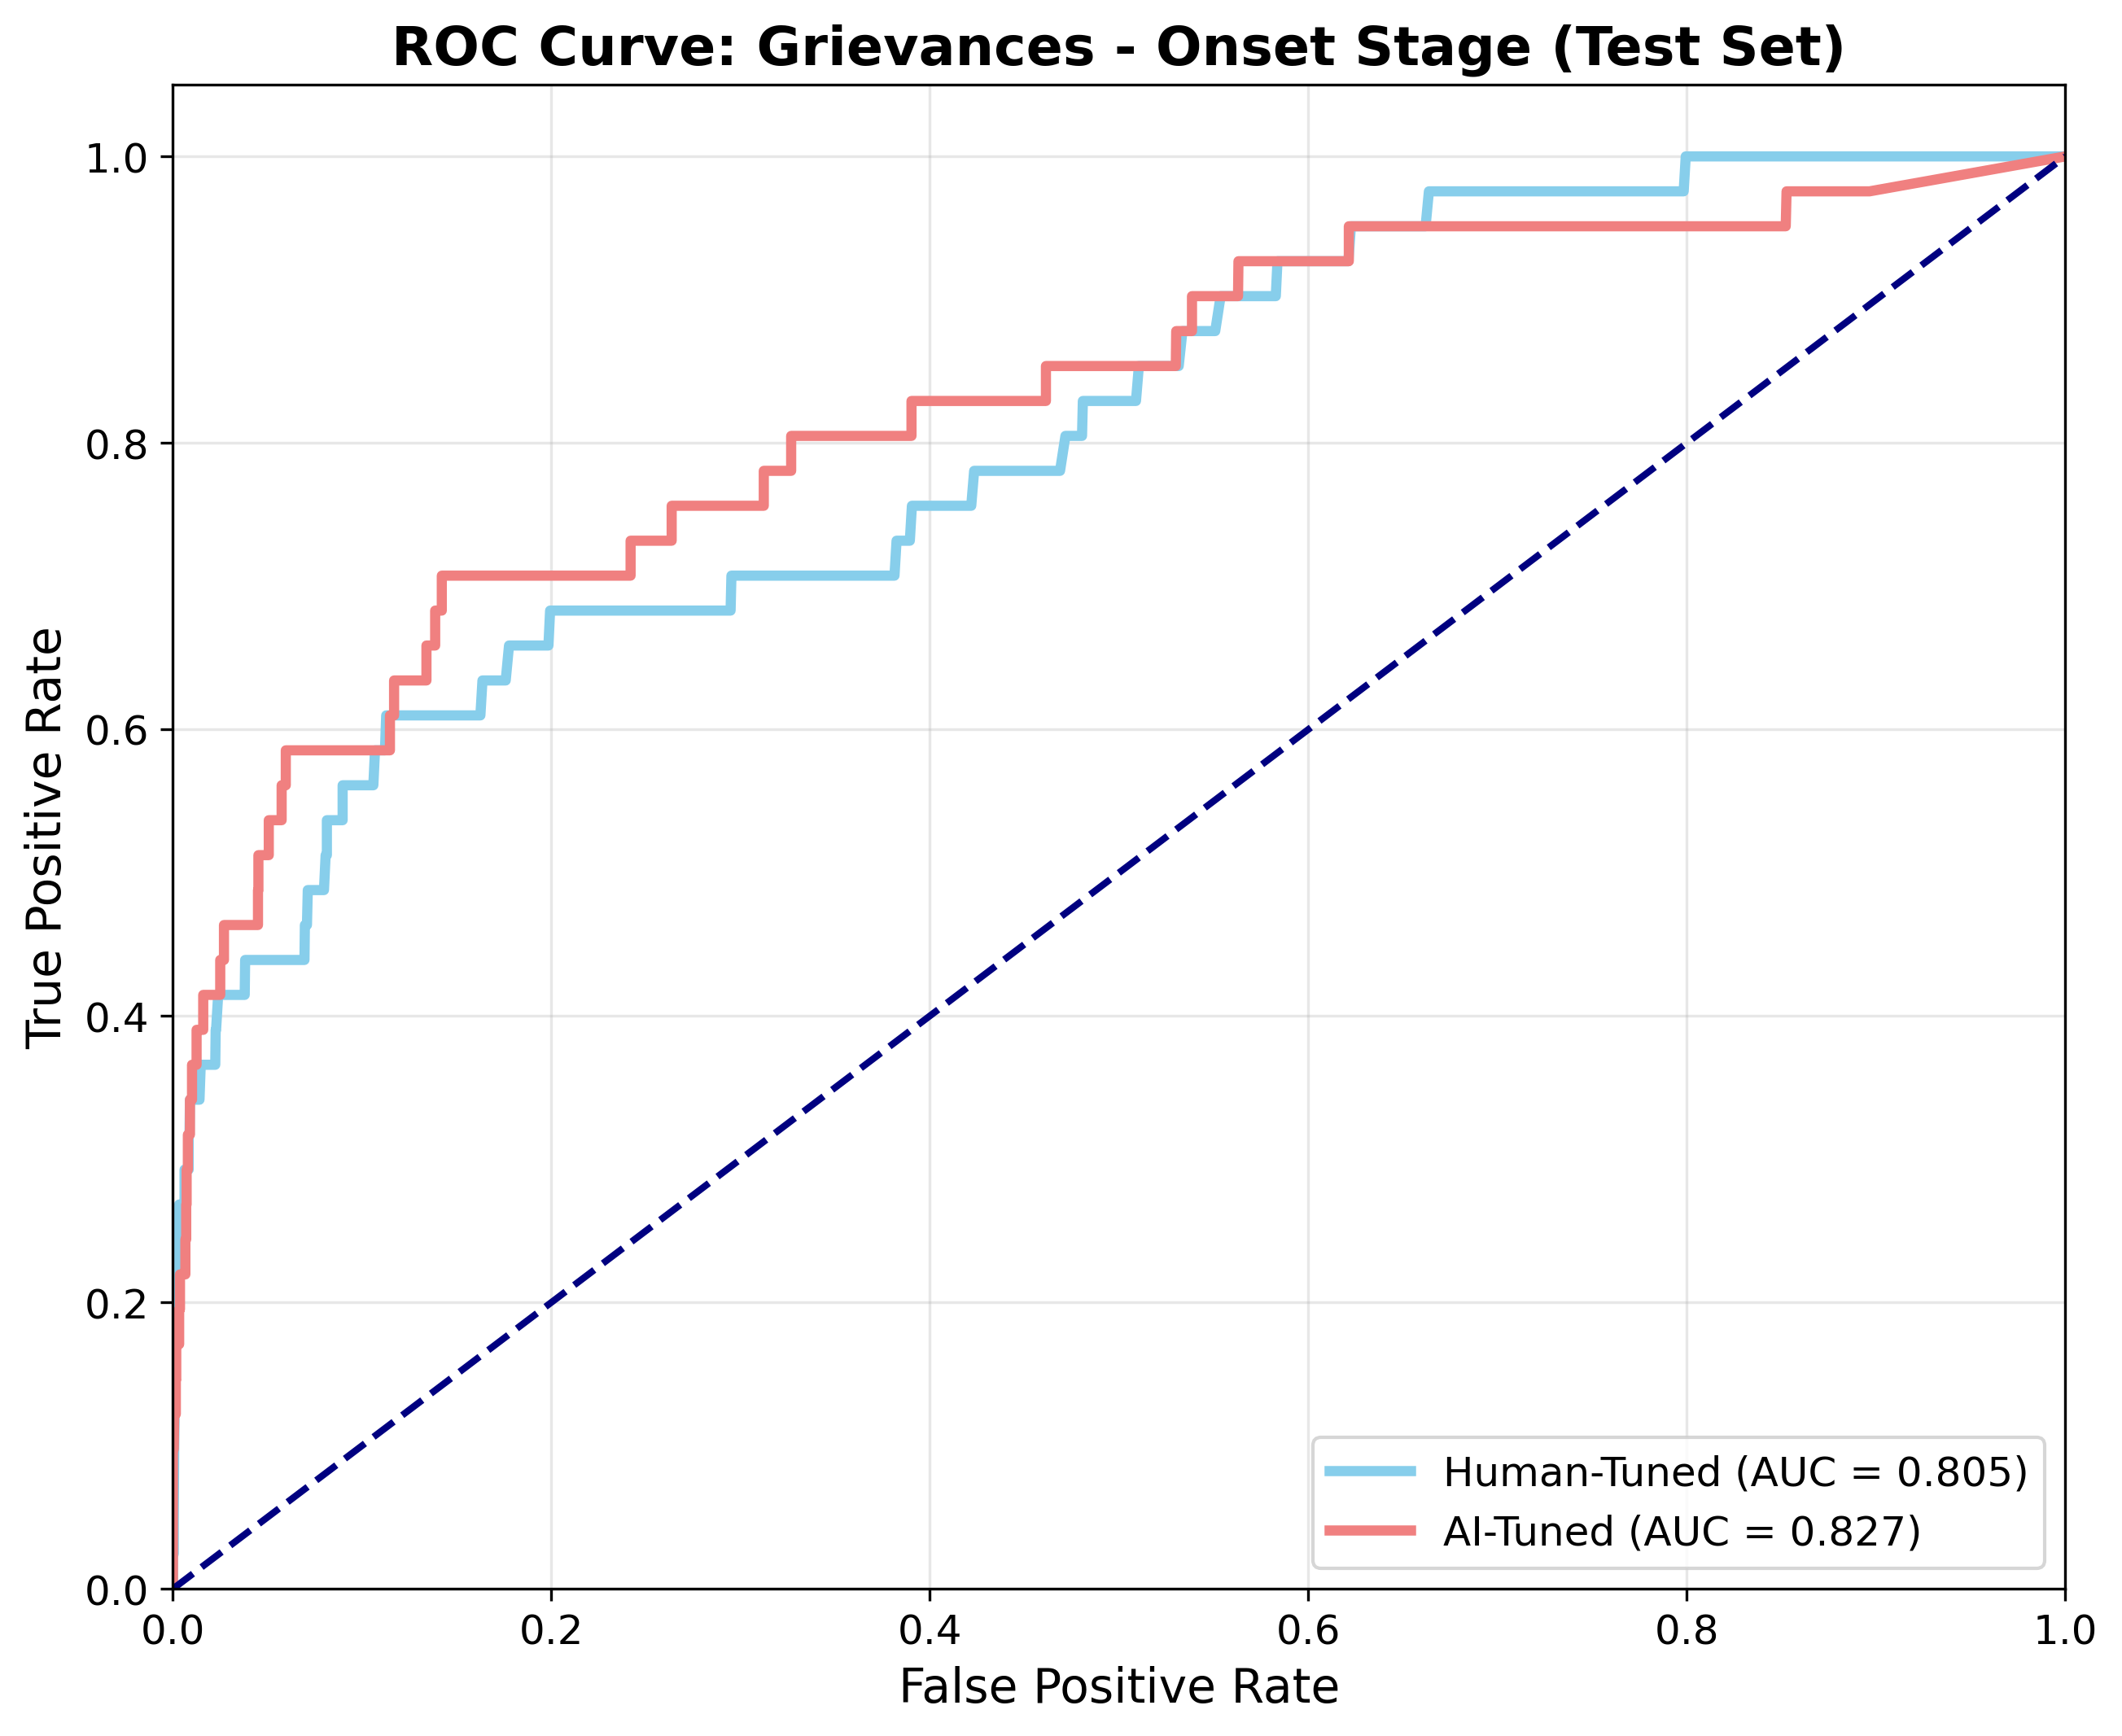 ROC Curve: Grievances - Onset Stage (Test Set)
True Positive Rate
1.0
0.8
0.6
0.4
0.2
0.0
0.0 0.2 0.4 0.6 0.8 1.0
False Positive Rate
Human-Tuned (AUC = 0.805)
AI-Tuned (AUC = 0.827)